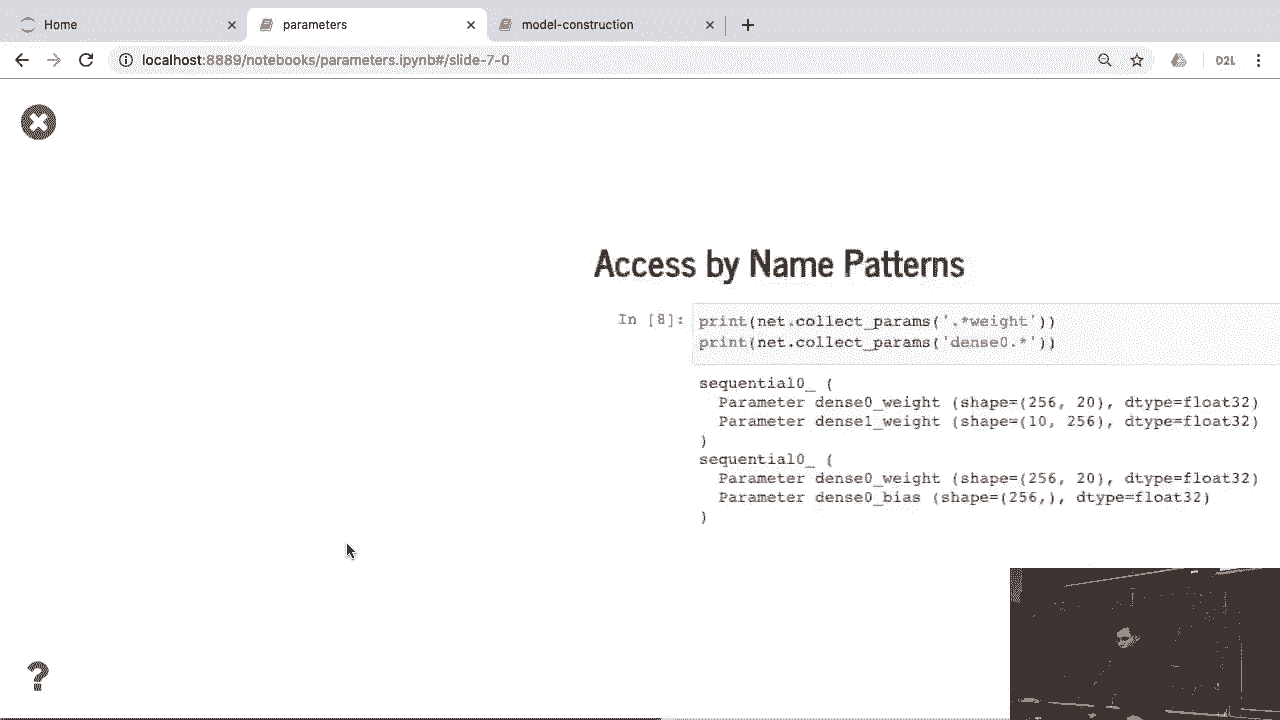 Home
parameters
model-construction
localhost:8889/notebooks/parameters.ipynb#/slide-7-0
D2L
Access by Name Patterns
In [8]:
print(net.collect_params('.*weight'))
print(net.collect_params('dense0.*'))
sequential0_ (
  Parameter dense0_weight (shape=(256, 20), dtype=float32)
  Parameter dense1_weight (shape=(10, 256), dtype=float32)
)
sequential0_ (
  Parameter dense0_weight (shape=(256, 20), dtype=float32)
  Parameter dense0_bias (shape=(256,), dtype=float32)
)
?